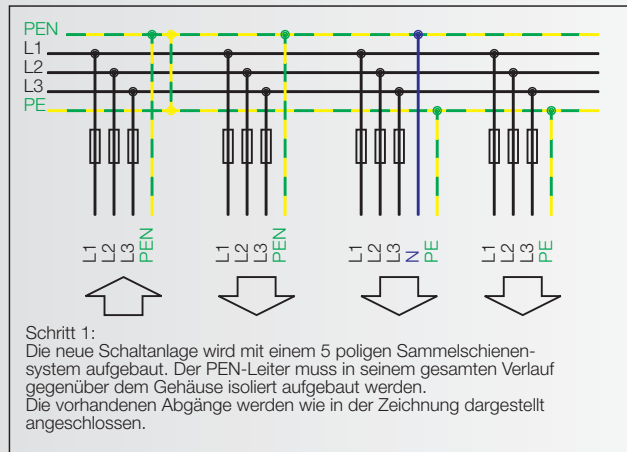 PEN
L1
L2
L3
PE
L1 L2 L3 PEN
L1 L2 L3 PEN
L1 L2 L3 N PE
L1 L2 L3 PE
Schritt 1:
Die neue Schaltanlage wird mit einem 5 poligen Sammelschienen-
system aufgebaut. Der PEN-Leiter muss in seinem gesamten Verlauf
gegenüber dem Gehäuse isoliert aufgebaut werden.
Die vorhandenen Abgänge werden wie in der Zeichnung dargestellt
angeschlossen.